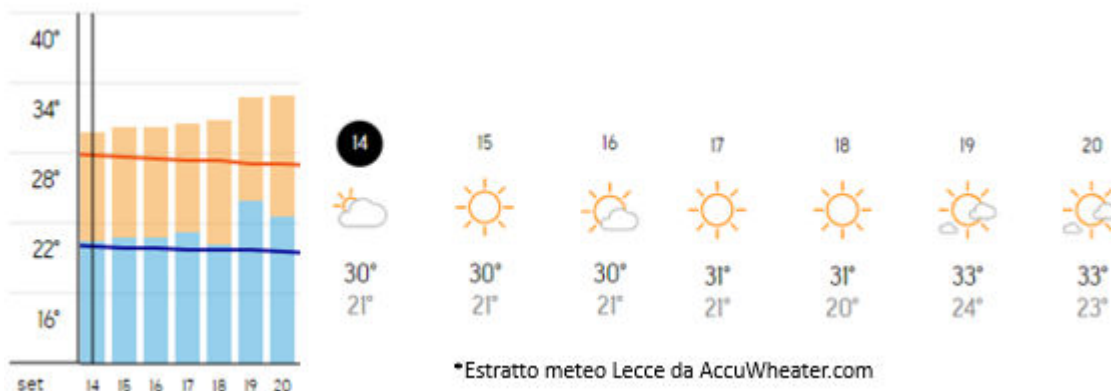 40°
34°
28°
22°
16°
set 14 15 16 17 18 19 20
14 15 16 17 18 19 20
30° 30° 30° 31° 31° 33° 33°
21° 21° 21° 21° 20° 24° 23°
*Estratto meteo Lecce da AccuWheater.com